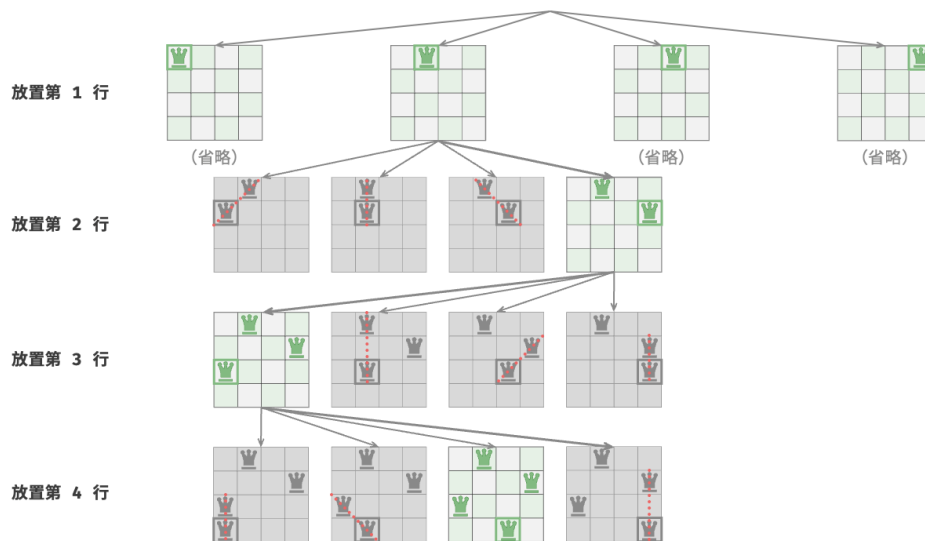 放置第 1 行
(省略)
(省略)
(省略)
放置第 2 行
放置第 3 行
放置第 4 行